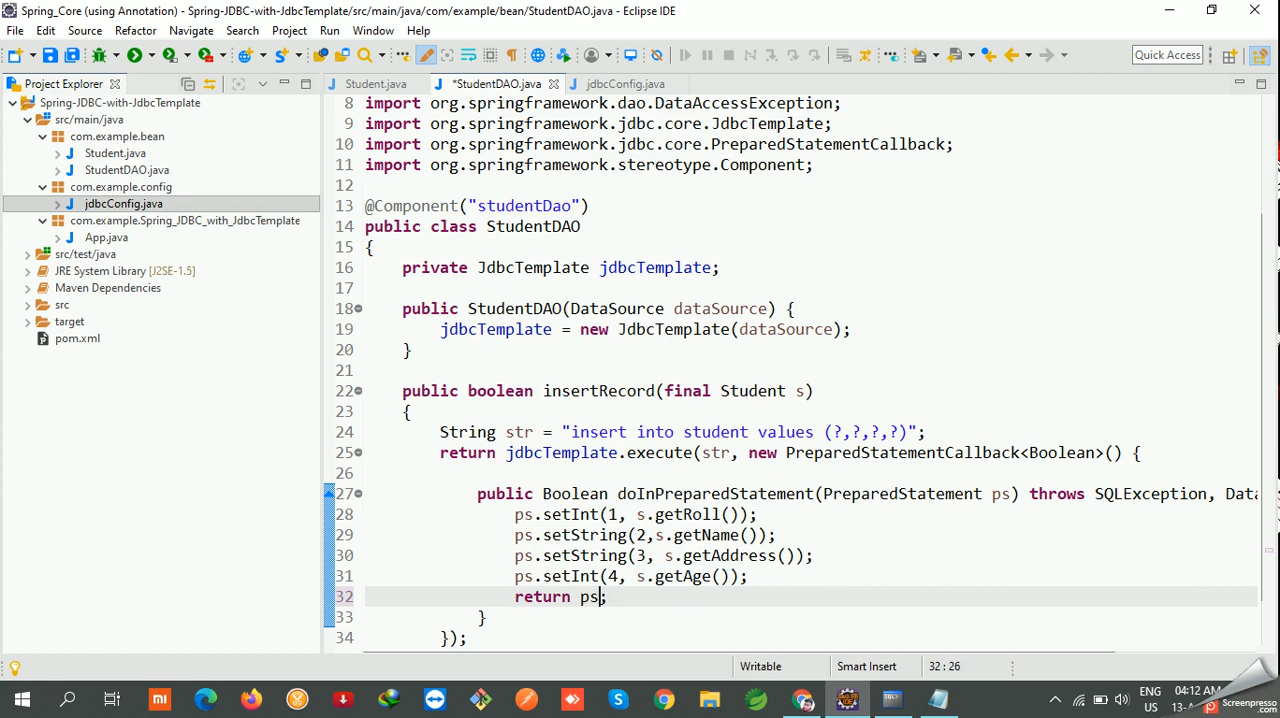 Spring_Core (using Annotation) - Spring-JDBC-with-JdbcTemplate/src/main/java/com/example/bean/StudentDAO.java - Eclipse IDE
File Edit Source Refactor Navigate Search Project Run Window Help
Quick Access
Project Explorer
Student.java *StudentDAO.java jdbcConfig.java
Spring-JDBC-with-JdbcTemplate
src/main/java
com.example.bean
Student.java
StudentDAO.java
com.example.config
jdbcConfig.java
com.example.Spring_JDBC_with_JdbcTemplate
App.java
src/test/java
JRE System Library [J2SE-1.5]
Maven Dependencies
src
target
pom.xml
8 import org.springframework.dao.DataAccessException;
9 import org.springframework.jdbc.core.JdbcTemplate;
10 import org.springframework.jdbc.core.PreparedStatementCallback;
11 import org.springframework.stereotype.Component;
12
13 @Component("studentDao")
14 public class StudentDAO
15 {
16 private JdbcTemplate jdbcTemplate;
17
18 public StudentDAO(DataSource dataSource) {
19 jdbcTemplate = new JdbcTemplate(dataSource);
20 }
21
22 public boolean insertRecord(final Student s)
23 {
24 String str = "insert into student values (?,?,?,?)";
25 return jdbcTemplate.execute(str, new PreparedStatementCallback<Boolean>() {
26
27 public Boolean doInPreparedStatement(PreparedStatement ps) throws SQLException, Data
28 ps.setInt(1, s.getRoll());
29 ps.setString(2,s.getName());
30 ps.setString(3, s.getAddress());
31 ps.setInt(4, s.getAge());
32 return ps;
33 }
34 });
Writable Smart Insert 32 : 26
ENG
US
04:12 AM
Screenpresso
.com